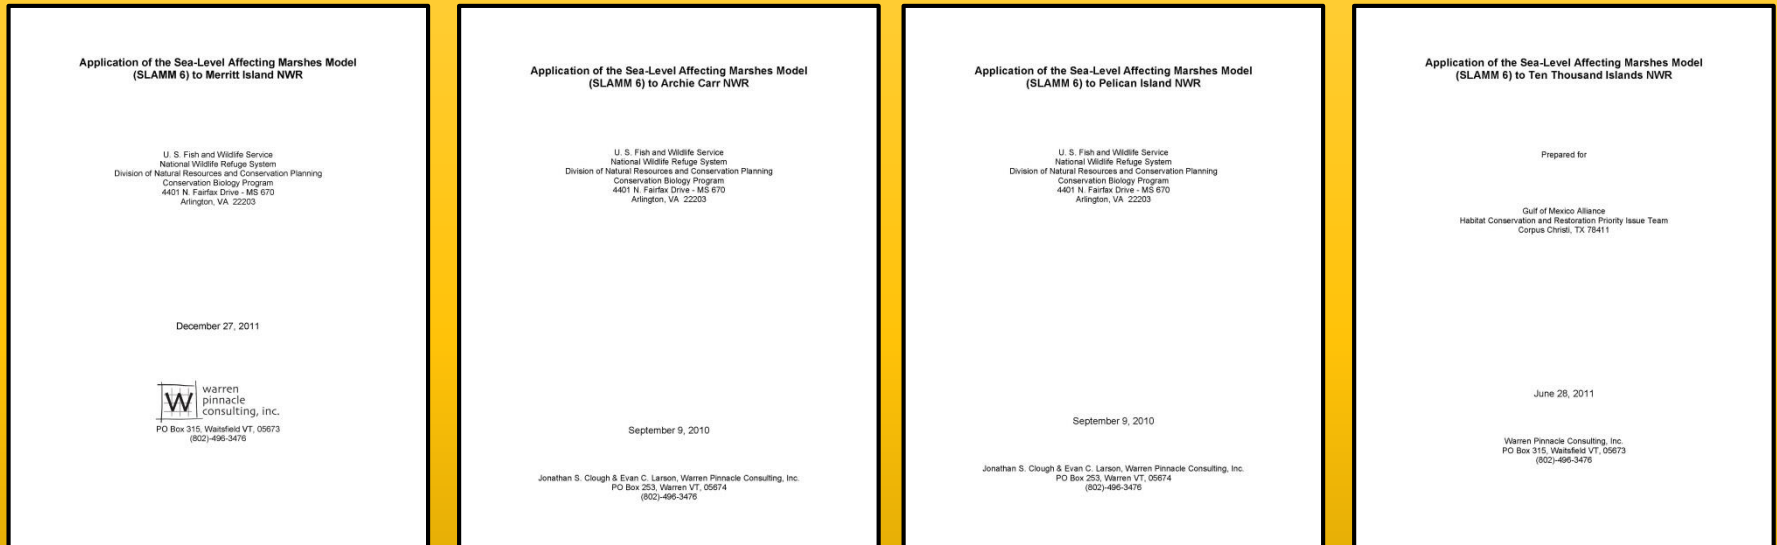 Application of the Sea-Level Affecting Marshes Model
(SLAMM 6) to Merritt Island NWR
U. S. Fish and Wildlife Service
National Wildlife Refuge System
Division of Natural Resources and Conservation Planning
Conservation Biology Program
4401 N. Fairfax Drive - MS 670
Arlington, VA 22203
December 27, 2011
W
warren
pinnacle
consulting, inc.
PO Box 315, Waitsfield VT, 05673
(802)-496-3476
Application of the Sea-Level Affecting Marshes Model
(SLAMM 6) to Archie Carr NWR
U. S. Fish and Wildlife Service
National Wildlife Refuge System
Division of Natural Resources and Conservation Planning
Conservation Biology Program
4401 N. Fairfax Drive - MS 670
Arlington, VA 22203
September 9, 2010
Jonathan S. Clough & Evan C. Larson, Warren Pinnacle Consulting, Inc.
PO Box 253, Warren VT, 05674
(802)-496-3476
Application of the Sea-Level Affecting Marshes Model
(SLAMM 6) to Pelican Island NWR
U. S. Fish and Wildlife Service
National Wildlife Refuge System
Division of Natural Resources and Conservation Planning
Conservation Biology Program
4401 N. Fairfax Drive - MS 670
Arlington, VA 22203
September 9, 2010
Jonathan S. Clough & Evan C. Larson, Warren Pinnacle Consulting, Inc.
PO Box 253, Warren VT, 05674
(802)-496-3476
Application of the Sea-Level Affecting Marshes Model
(SLAMM 6) to Ten Thousand Islands NWR
Prepared for
Gulf of Mexico Alliance
Habitat Conservation and Restoration Priority Issue Team
Corpus Christi, TX 78411
June 28, 2011
Warren Pinnacle Consulting, Inc.
PO Box 315, Waitsfield VT, 05673
(802)-496-3476